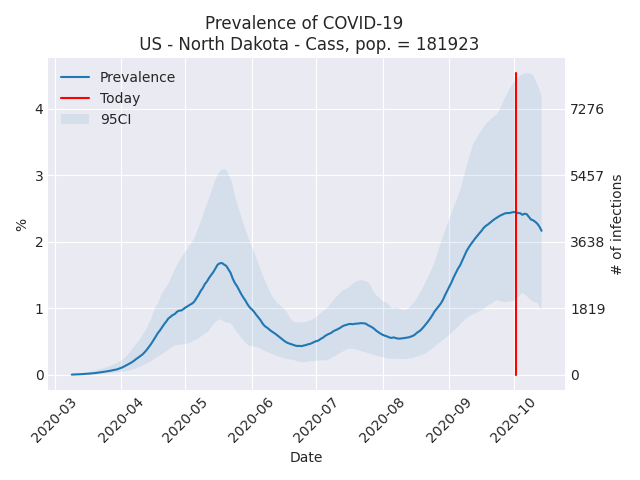 Prevalence of COVID-19
US - North Dakota - Cass, pop. = 181923
Prevalence
Today
95CI
%
4
3
2
1
0
7276
5457
3638
1819
0
# of infections
2020-03
2020-04
2020-05
2020-06
2020-07
2020-08
2020-09
2020-10
Date